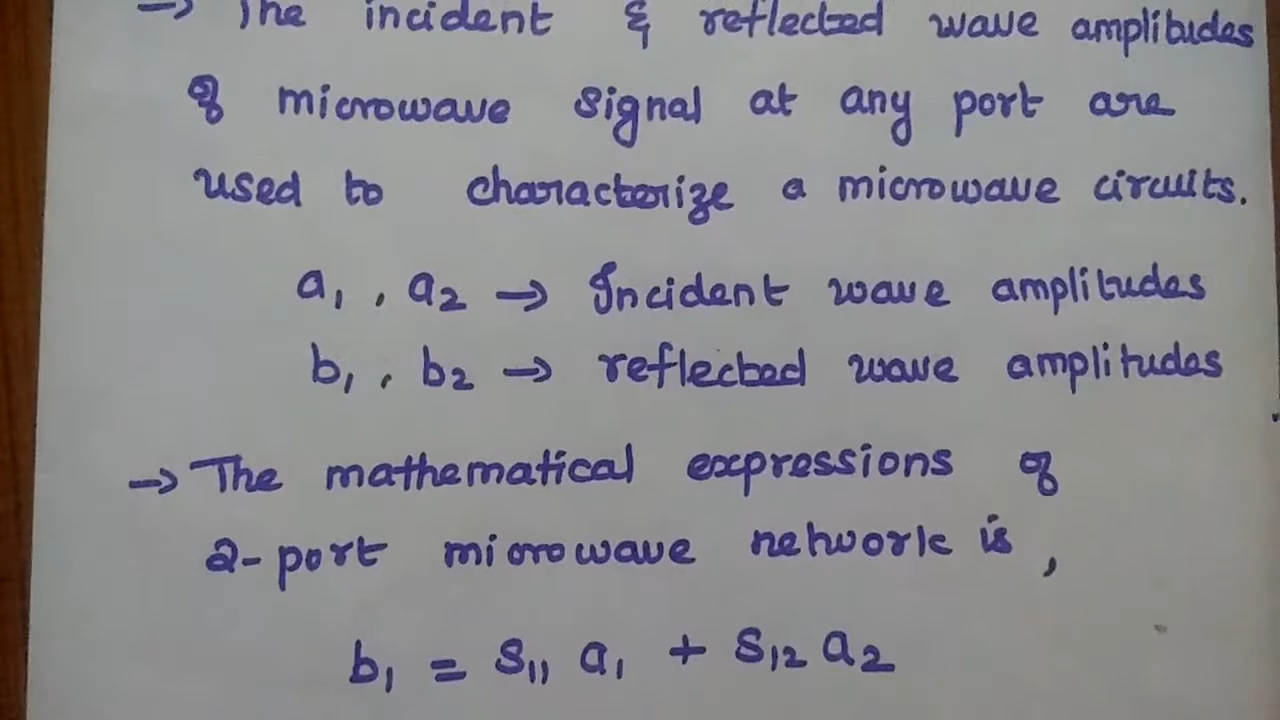 → The incident & reflected wave amplitudes
of microwave signal at any port are
used to characterize a microwave circuits.
a₁, a₂ → Incident wave amplitudes
b₁, b₂ → reflected wave amplitudes
→ The mathematical expressions of
2-port microwave network is,
b₁ = S₁₁ a₁ + S₁₂ a₂